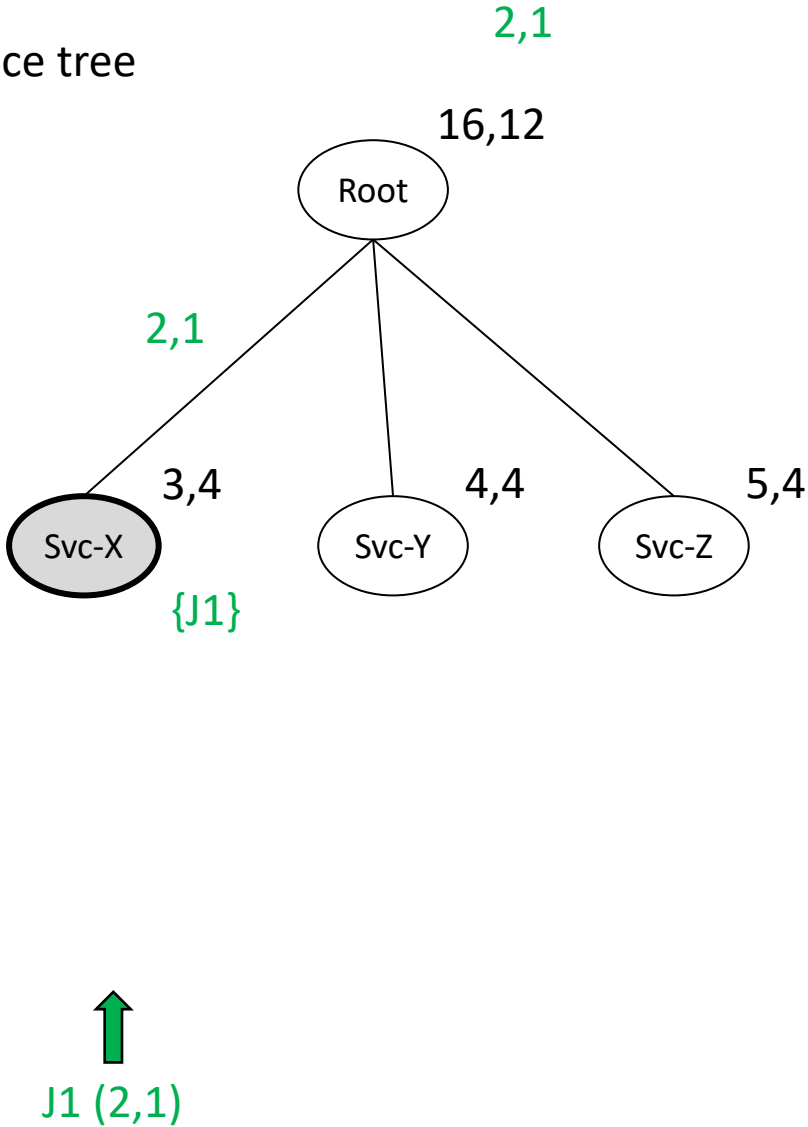 2,1
ce tree
16,12
Root
2,1
3,4
4,4
5,4
Svc-X
Svc-Y
Svc-Z
{J1}
J1 (2,1)